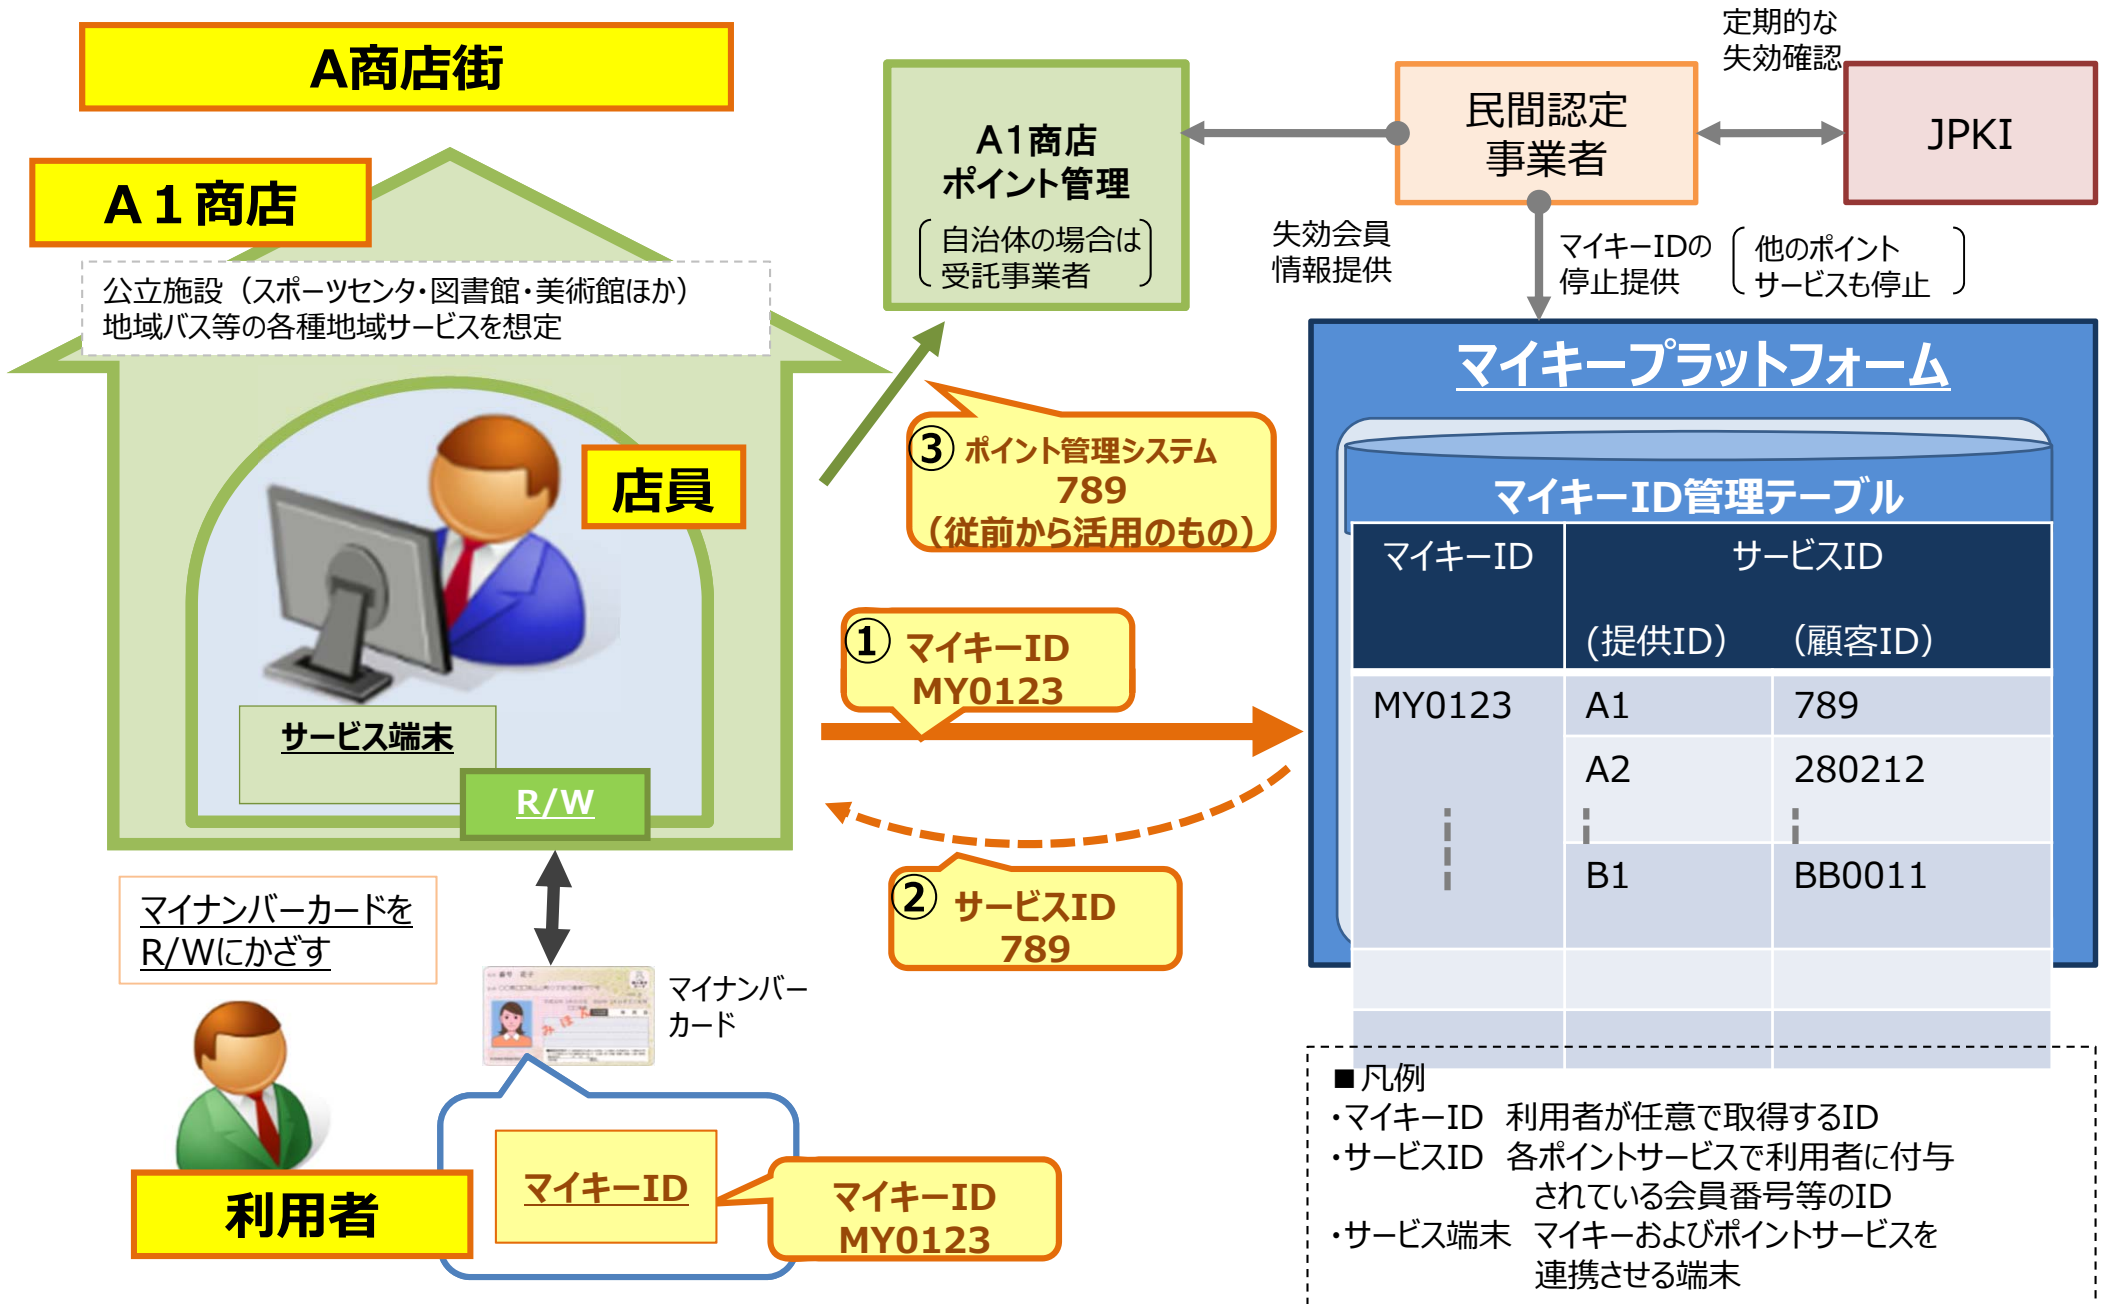 A商店街
A１商店
公立施設（スポーツセンタ・図書館・美術館ほか）
地域バス等の各種地域サービスを想定
店員
サービス端末
R/W
マイナンバーカードを
R/Wにかざす
マイナンバー
カード
みほん
利用者
マイキーID
マイキーID
MY0123
A1商店
ポイント管理
自治体の場合は
受託事業者
民間認定
事業者
定期的な
失効確認
JPKI
失効会員
情報提供
マイキーIDの
停止提供
他のポイント
サービスも停止
③ ポイント管理システム
789
（従前から活用のもの）
① マイキーID
MY0123
② サービスID
789
マイキープラットフォーム
マイキーID管理テーブル
マイキーID サービスID
(提供ID） （顧客ID）
MY0123 A1 789
A2 280212
B1 BB0011
■凡例
・マイキーID 利用者が任意で取得するID
・サービスID 各ポイントサービスで利用者に付与
されている会員番号等のID
・サービス端末 マイキーおよびポイントサービスを
連携させる端末